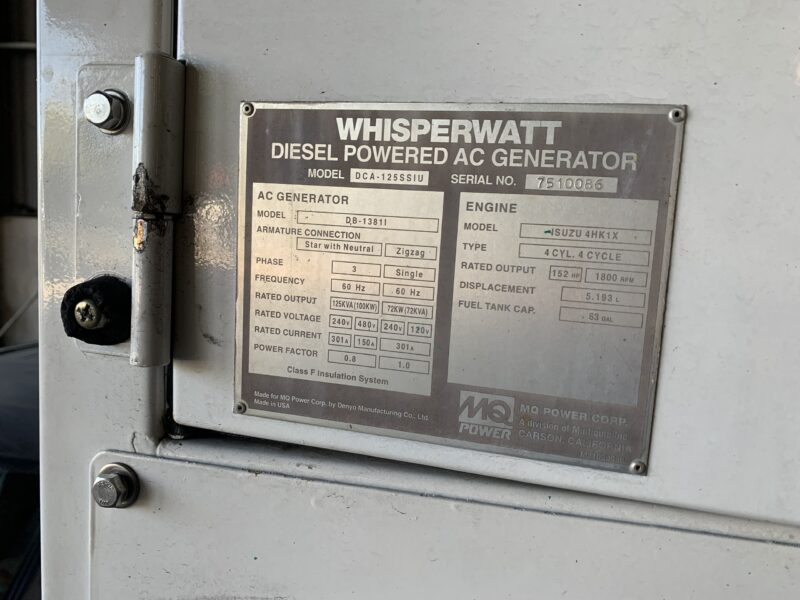 WHISPERWATT
DIESEL POWERED AC GENERATOR
MODEL DCA-125SSIU SERIAL NO. 7510086
AC GENERATOR
MODEL DB-1381I
ARMATURE CONNECTION
Star with Neutral Zigzag
PHASE 3 Single
FREQUENCY 60 Hz 60 Hz
RATED OUTPUT 125KVA (100KW) 72KW (72KVA)
RATED VOLTAGE 240V 480V 240V 120V
RATED CURRENT 301A 150A 301A
POWER FACTOR 0.8 1.0
Class F Insulation System
ENGINE
MODEL ISUZU 4HK1X
TYPE 4 CYL. 4 CYCLE
RATED OUTPUT 152 HP 1800 RPM
DISPLACEMENT 5.193 L
FUEL TANK CAP. 63 GAL
Made for MQ Power Corp. by Denyo Manufacturing Co., Ltd.
Made in USA
MQ
POWER
MQ POWER CORP.
A division of Multiquip Inc.
CARSON, CALIFORNIA